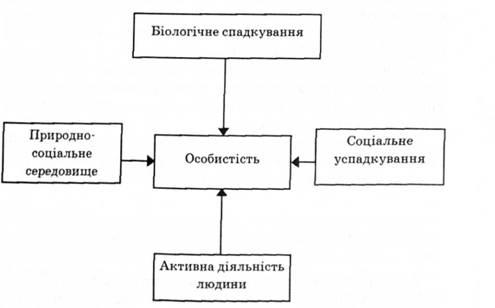 Біологічне спадкування
Природно-
соціальне
середовище
Особистість
Соціальне
успадкування
Активна діяльність
людини